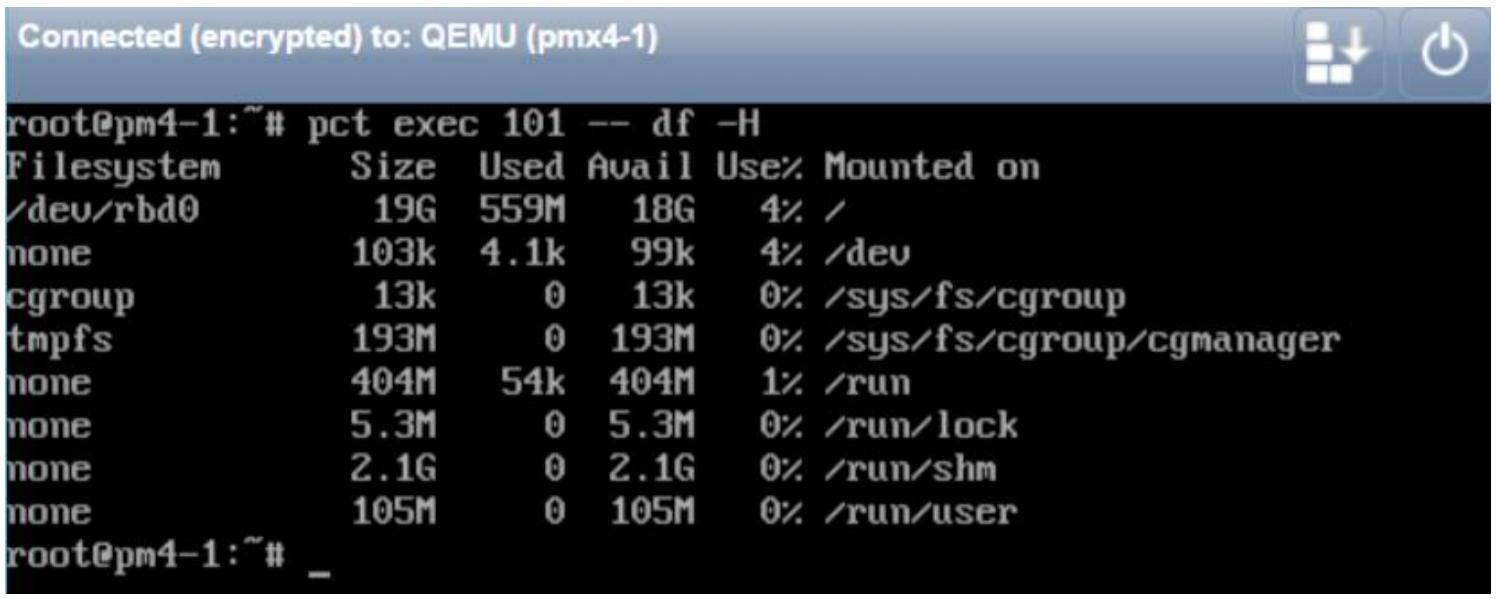 Connected (encrypted) to: QEMU (pmx4-1)
root@pm4-1:~# pct exec 101 -- df -H
Filesystem      Size  Used Avail Use% Mounted on
/dev/rbd0        19G  559M   18G   4% /
none            103k  4.1k   99k   4% /dev
cgroup           13k     0   13k   0% /sys/fs/cgroup
tmpfs           193M     0  193M   0% /sys/fs/cgroup/cgmanager
none            404M   54k  404M   1% /run
none            5.3M     0  5.3M   0% /run/lock
none            2.1G     0  2.1G   0% /run/shm
none            105M     0  105M   0% /run/user
root@pm4-1:~# _